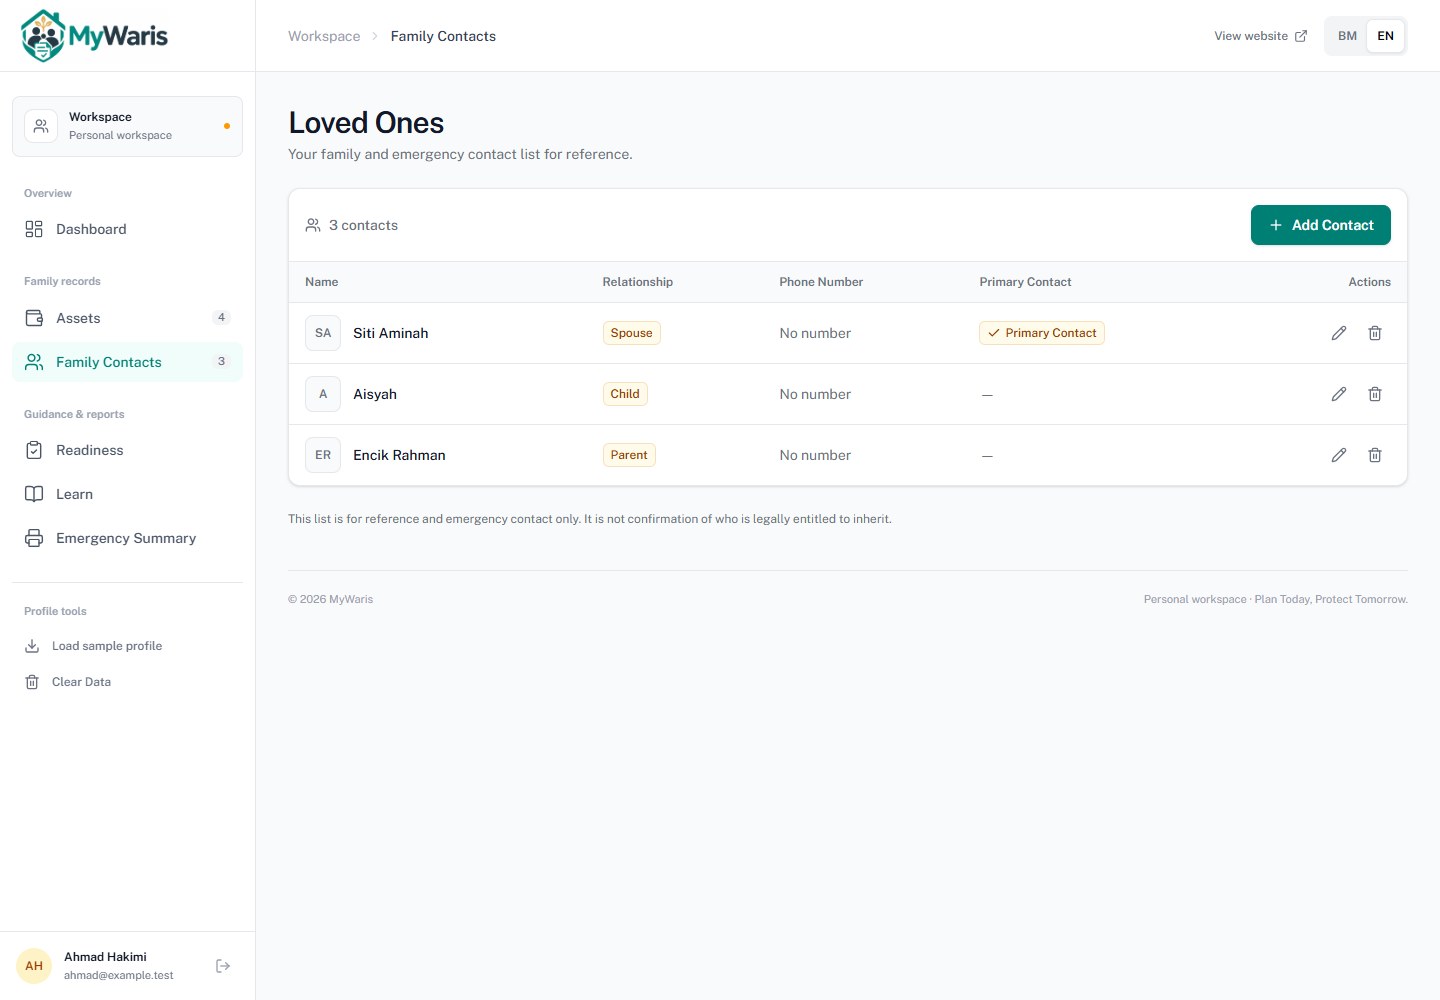 MyWaris
Workspace
Family Contacts
View website
BM
EN
Workspace
Personal workspace
Overview
Dashboard
Family records
Assets
4
Family Contacts
3
Guidance & reports
Readiness
Learn
Emergency Summary
Profile tools
Load sample profile
Clear Data
Ahmad Hakimi
AH
ahmad@example.test
Loved Ones
Your family and emergency contact list for reference.
3 contacts
Add Contact
Name Relationship Phone Number Primary Contact Actions
SA Siti Aminah Spouse No number Primary Contact
A Aisyah Child No number —
ER Encik Rahman Parent No number —
This list is for reference and emergency contact only. It is not confirmation of who is legally entitled to inherit.
© 2026 MyWaris
Personal workspace · Plan Today, Protect Tomorrow.